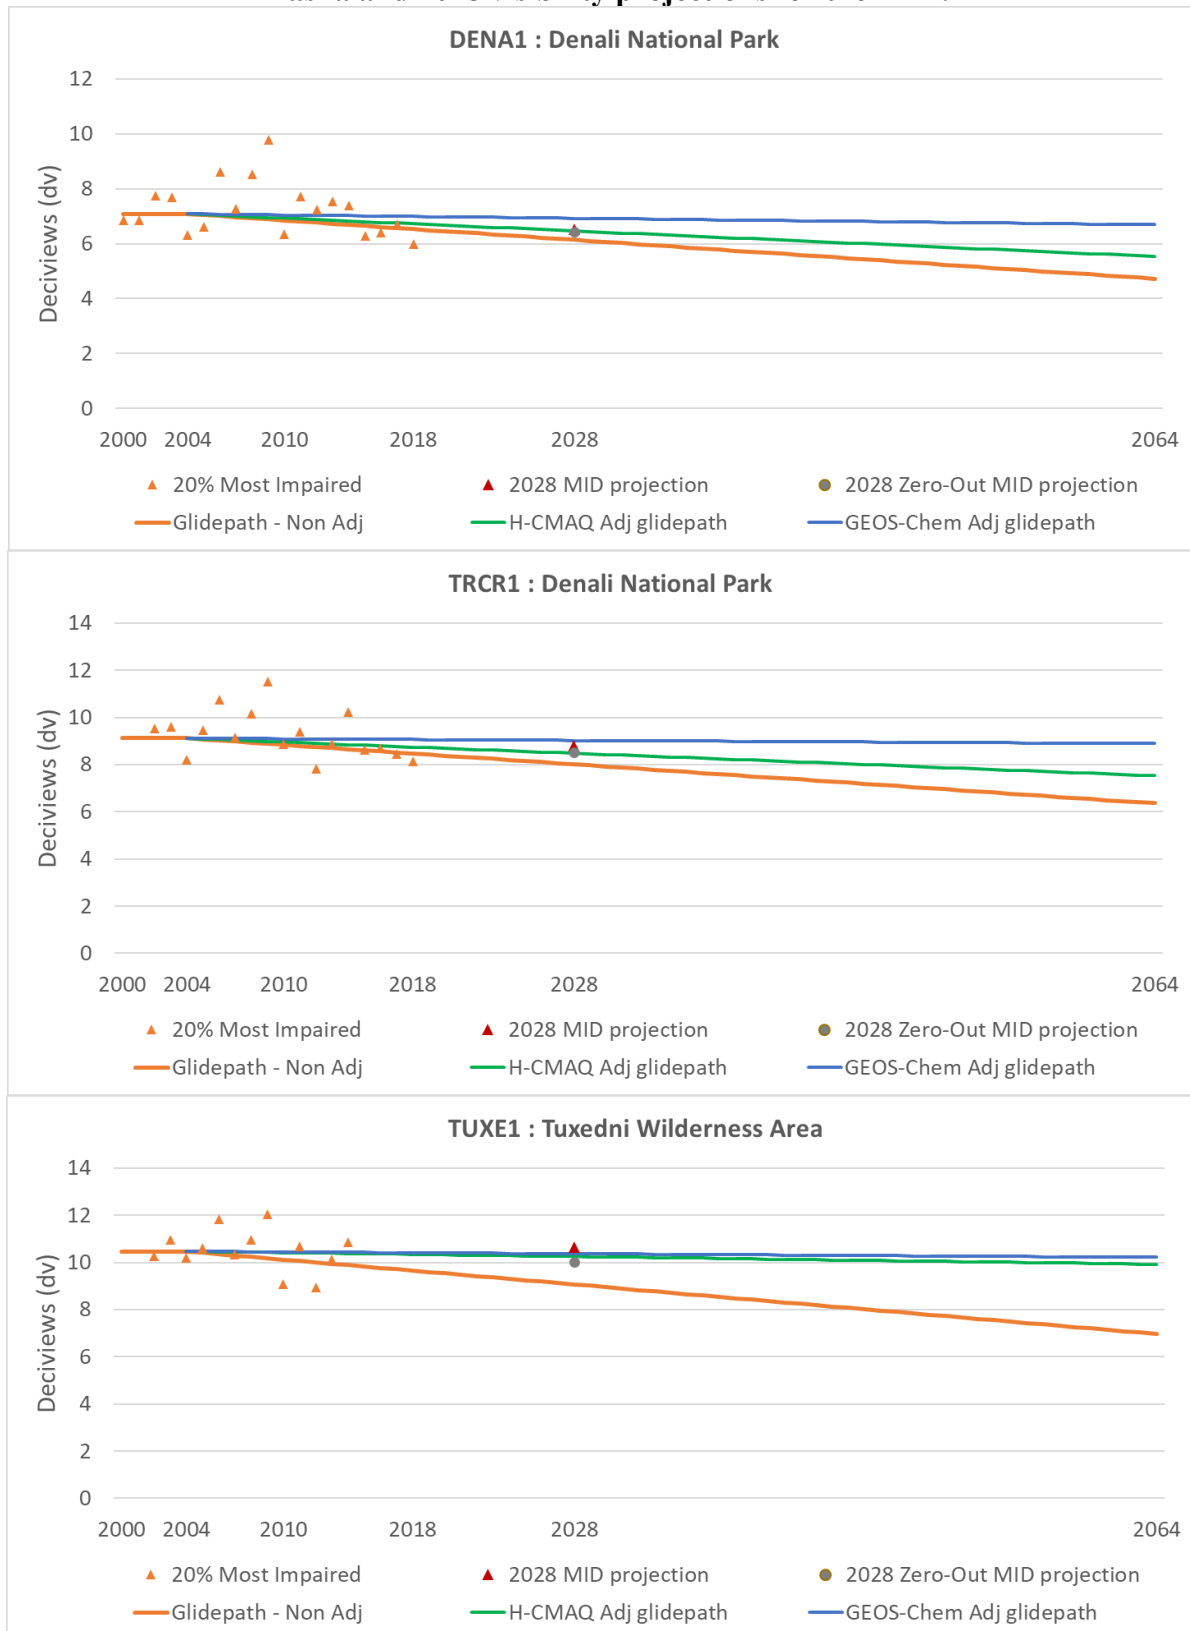 DENA1 : Denali National Park
12
10
8
6
4
2
0
Deciviews (dv)
2000 2004 2010 2018 2028 2064
20% Most Impaired 2028 MID projection 2028 Zero-Out MID projection
Glidepath - Non Adj H-CMAQ Adj glidepath GEOS-Chem Adj glidepath
TRCR1 : Denali National Park
14
12
10
8
6
4
2
0
Deciviews (dv)
2000 2004 2010 2018 2028 2064
20% Most Impaired 2028 MID projection 2028 Zero-Out MID projection
Glidepath - Non Adj H-CMAQ Adj glidepath GEOS-Chem Adj glidepath
TUXE1 : Tuxedni Wilderness Area
14
12
10
8
6
4
2
0
Deciviews (dv)
2000 2004 2010 2018 2028 2064
20% Most Impaired 2028 MID projection 2028 Zero-Out MID projection
Glidepath - Non Adj H-CMAQ Adj glidepath GEOS-Chem Adj glidepath